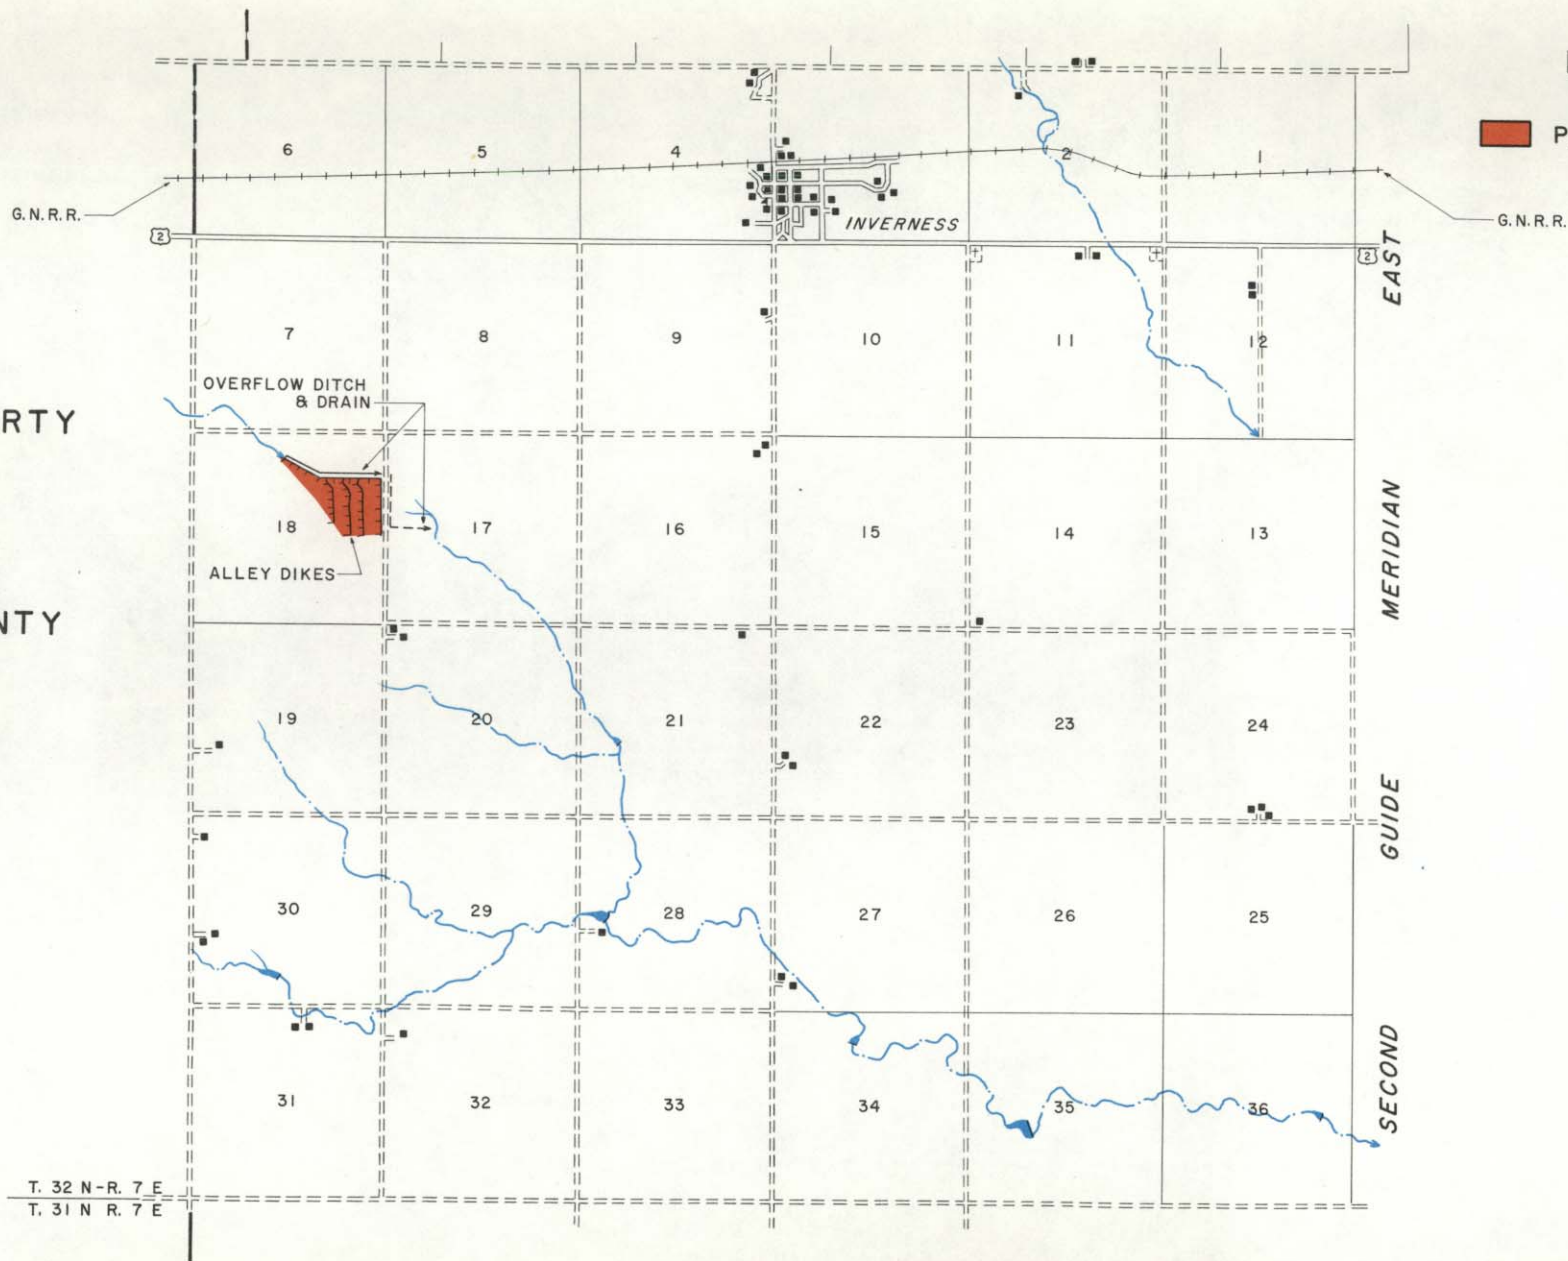 6 5 4 2 1
P
G.N.R.R.
G.N.R.R.
2
INVERNESS
2
EAST
7 8 9 10 11 12
OVERFLOW DITCH
& DRAIN
RTY
18 17 16 15 14 13
ALLEY DIKES
MERIDIAN
NTY
19 20 21 22 23 24
GUIDE
30 29 28 27 26 25
31 32 33 34 35 36
SECOND
T. 32 N-R. 7 E
T. 31 N R. 7 E